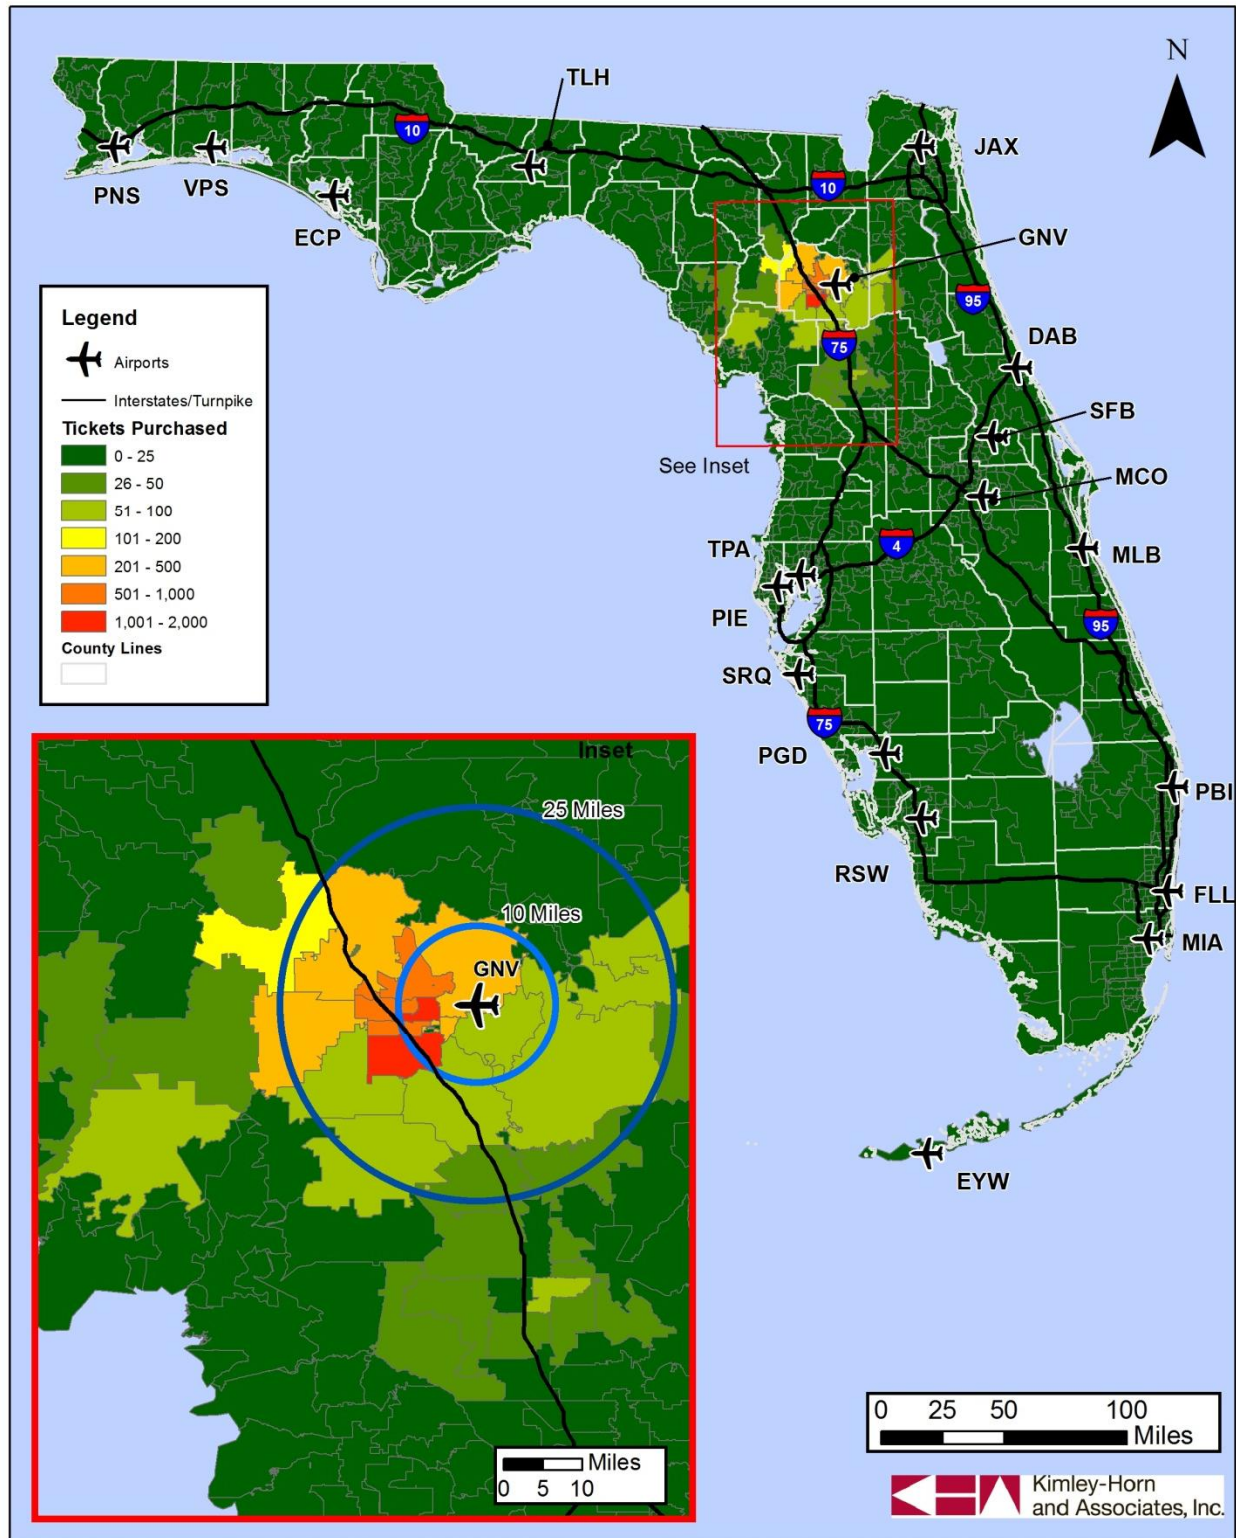 N
TLH
10
JAX
PNS
VPS
10
ECP
GNV
95
Legend
Airports
Interstates/Turnpike
Tickets Purchased
0 - 25
26 - 50
51 - 100
101 - 200
201 - 500
501 - 1,000
1,001 - 2,000
County Lines
75
DAB
SFB
See Inset
MCO
TPA
4
MLB
PIE
95
SRQ
75
PGD
PBI
RSW
FLL
MIA
EYW
Inset
25 Miles
10 Miles
GNV
Miles
0 5 10
0 25 50 100
Miles
Kimley-Horn
and Associates, Inc.